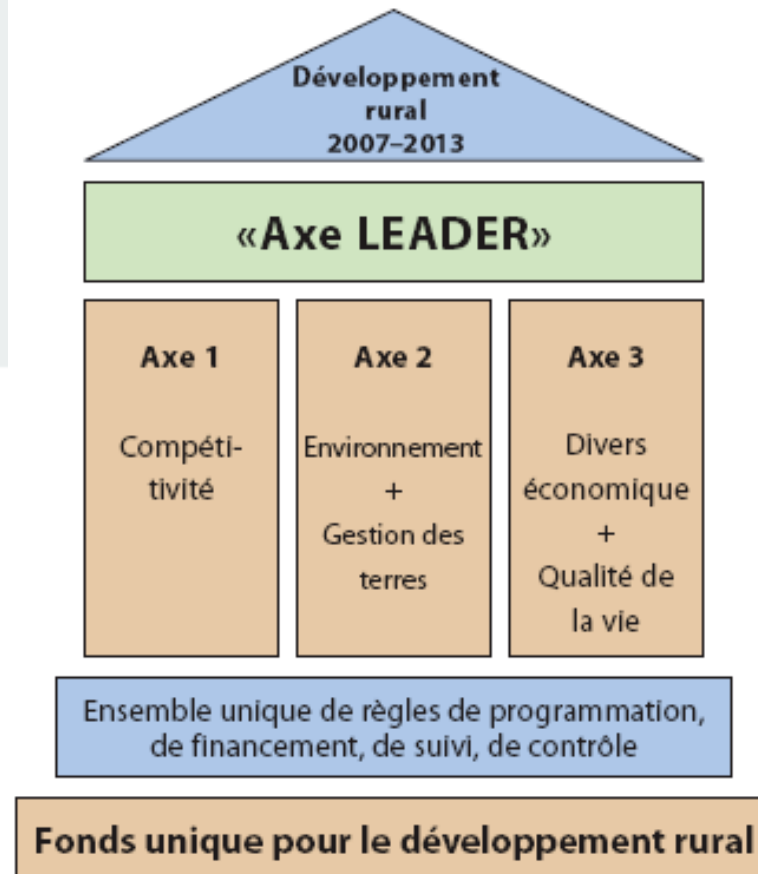 Développement
rural
2007–2013
«Axe LEADER»
Axe 1
Compéti-
tivité
Axe 2
Environnement
+
Gestion des
terres
Axe 3
Divers
économique
+
Qualité de
la vie
Ensemble unique de règles de programmation,
de financement, de suivi, de contrôle
Fonds unique pour le développement rural